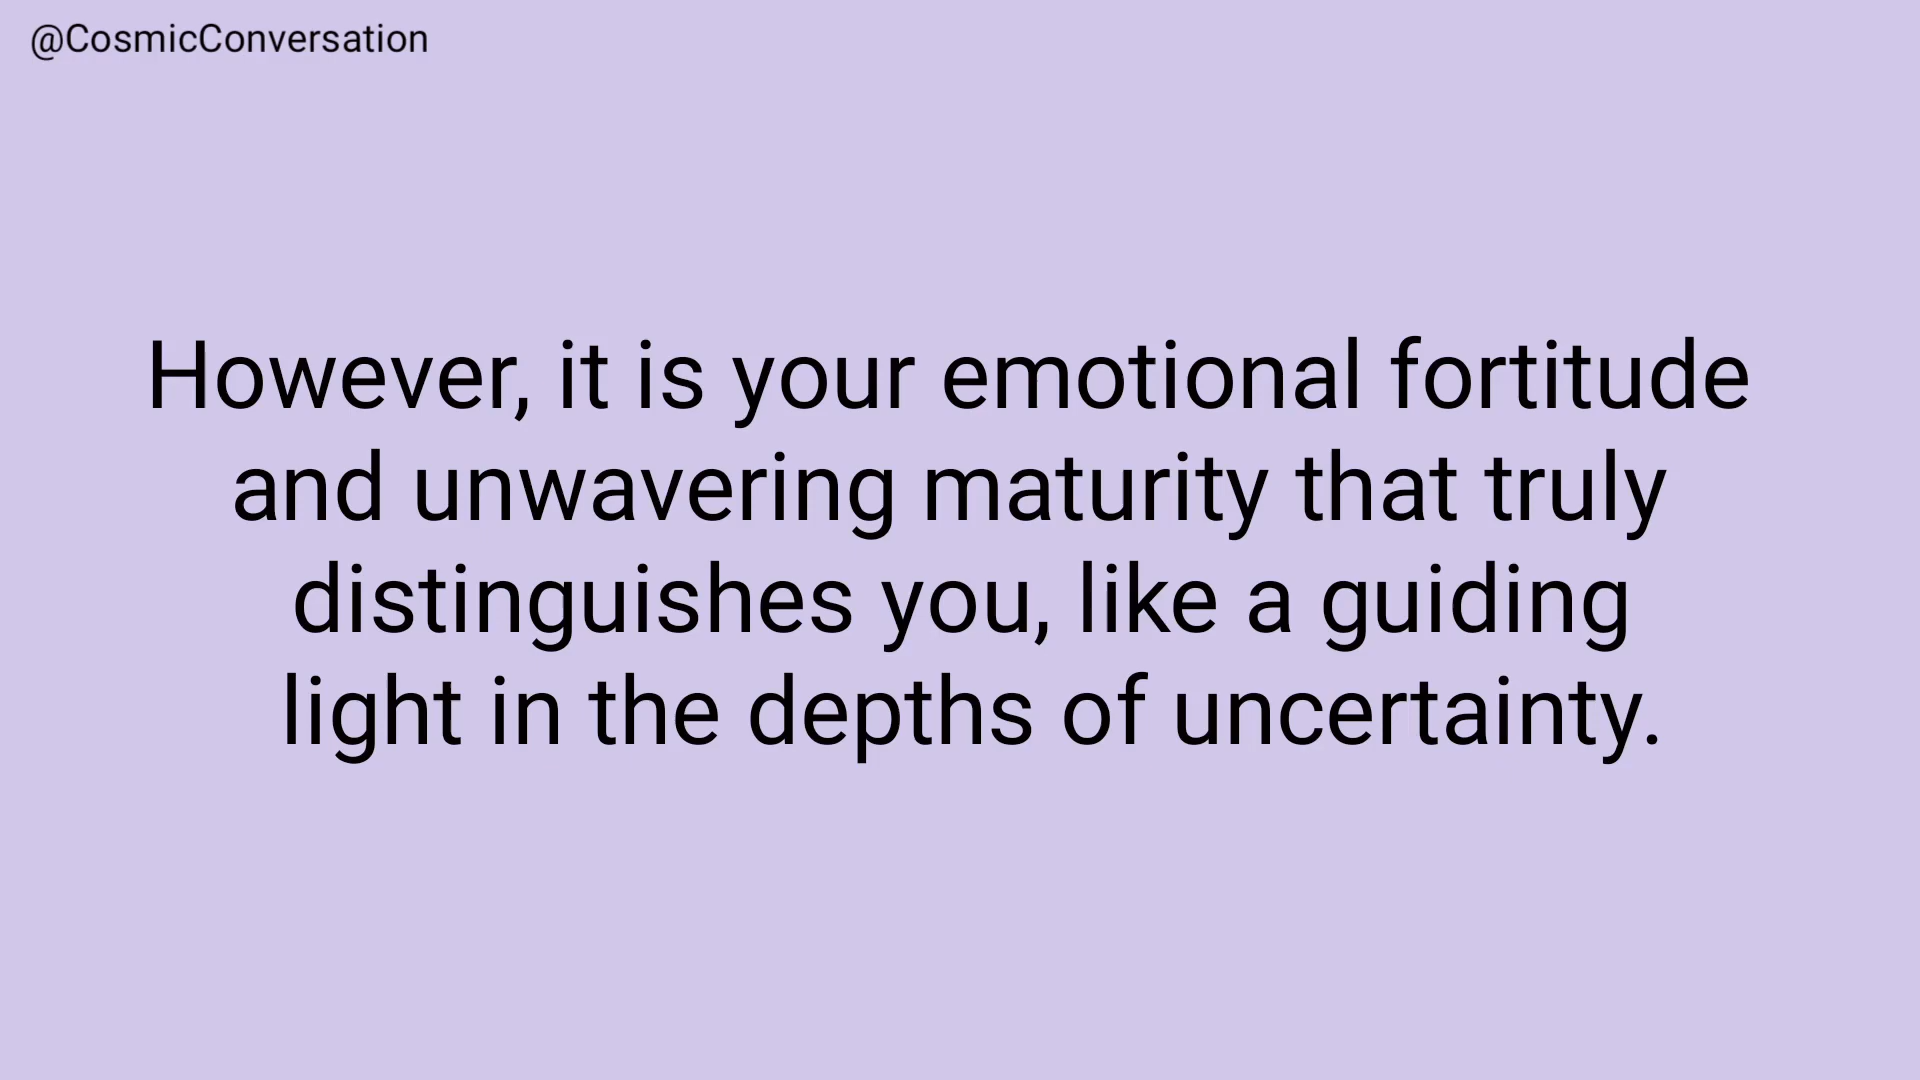 @CosmicConversation
However, it is your emotional fortitude
and unwavering maturity that truly
distinguishes you, like a guiding
light in the depths of uncertainty.